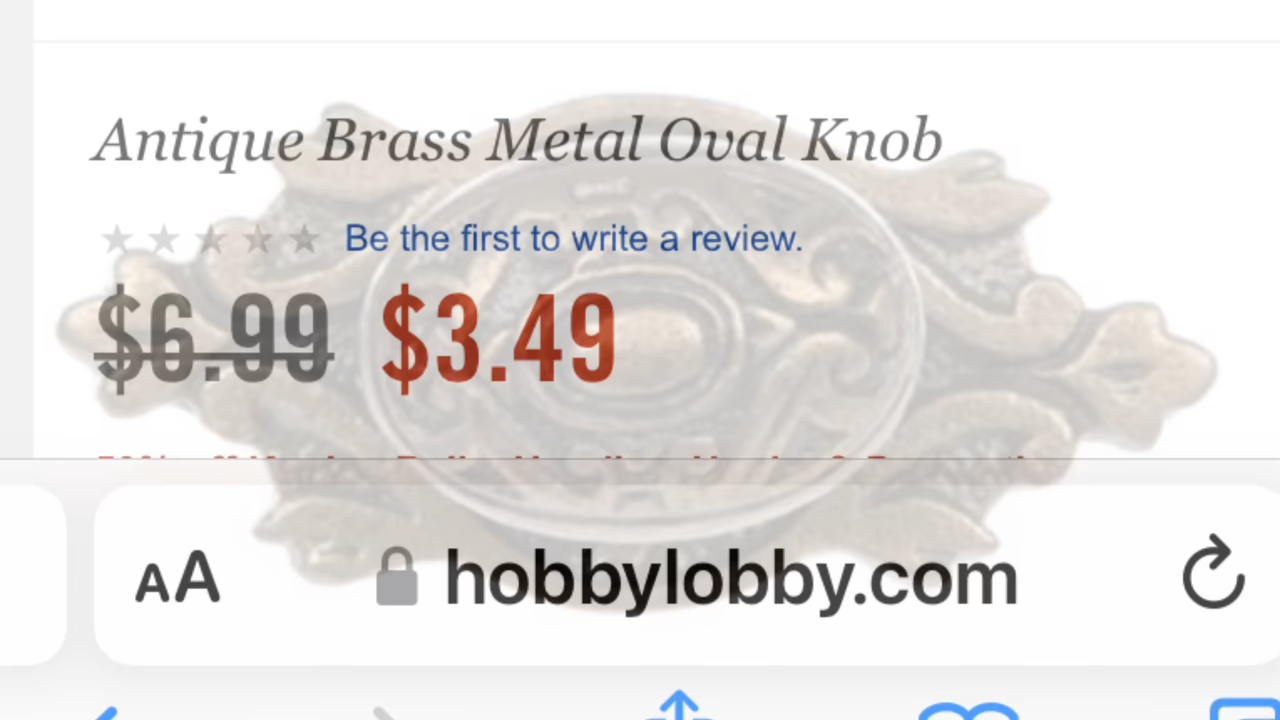 Antique Brass Metal Oval Knob
Be the first to write a review.
$6.99 $3.49
AA hobbylobby.com